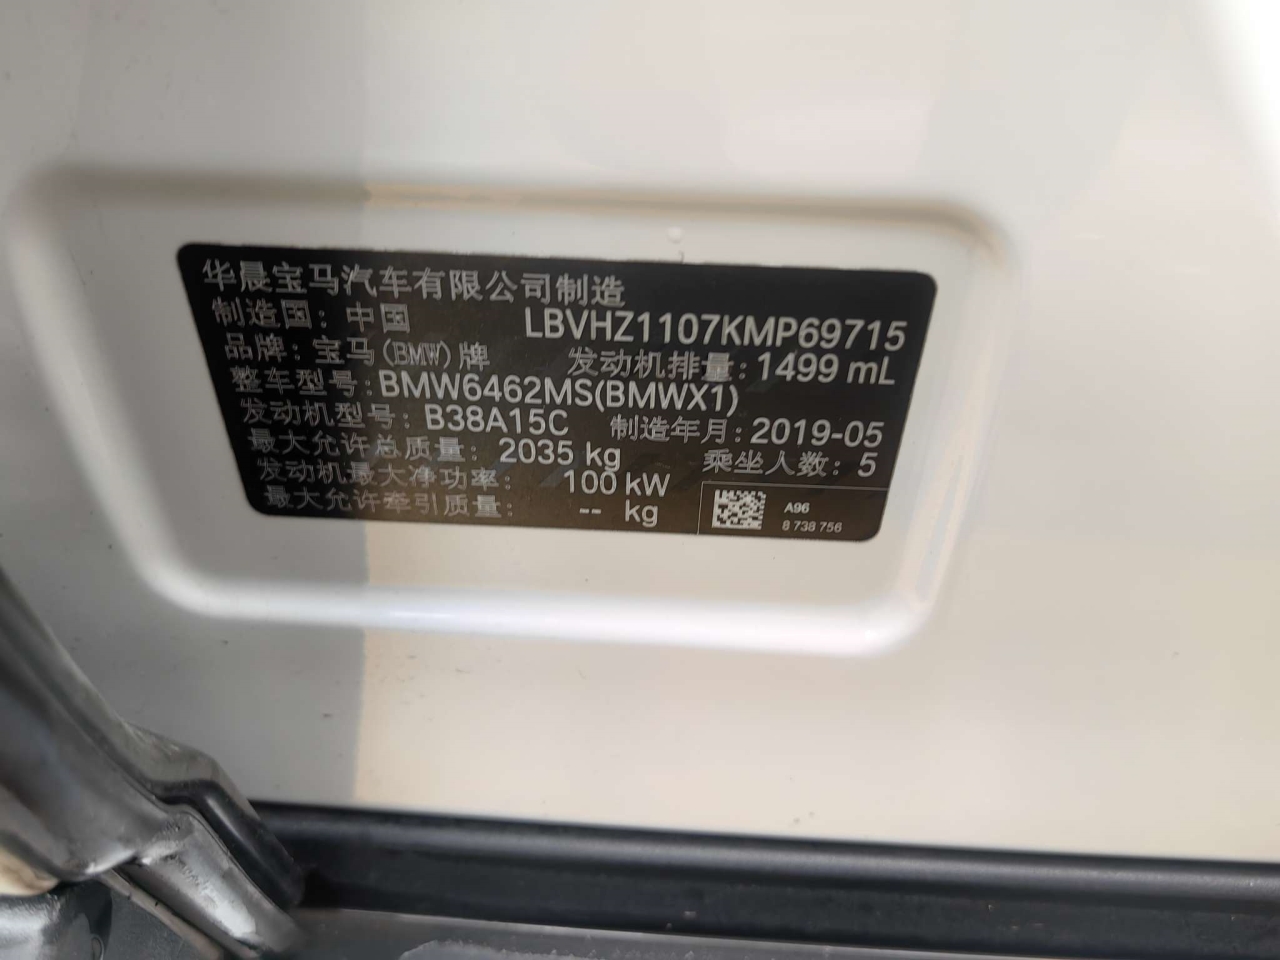 华晨宝马汽车有限公司制造
制造国：中国 LBVHZ1107KMP69715
品牌：宝马(BMW)牌 发动机排量：1499 mL
整车型号：BMW6462MS(BMWX1)
发动机型号：B38A15C 制造年月：2019-05
最大允许总质量：2035 kg 乘坐人数：5
发动机最大净功率：100 kW
最大允许牵引质量：-- kg
A96
8 738 756